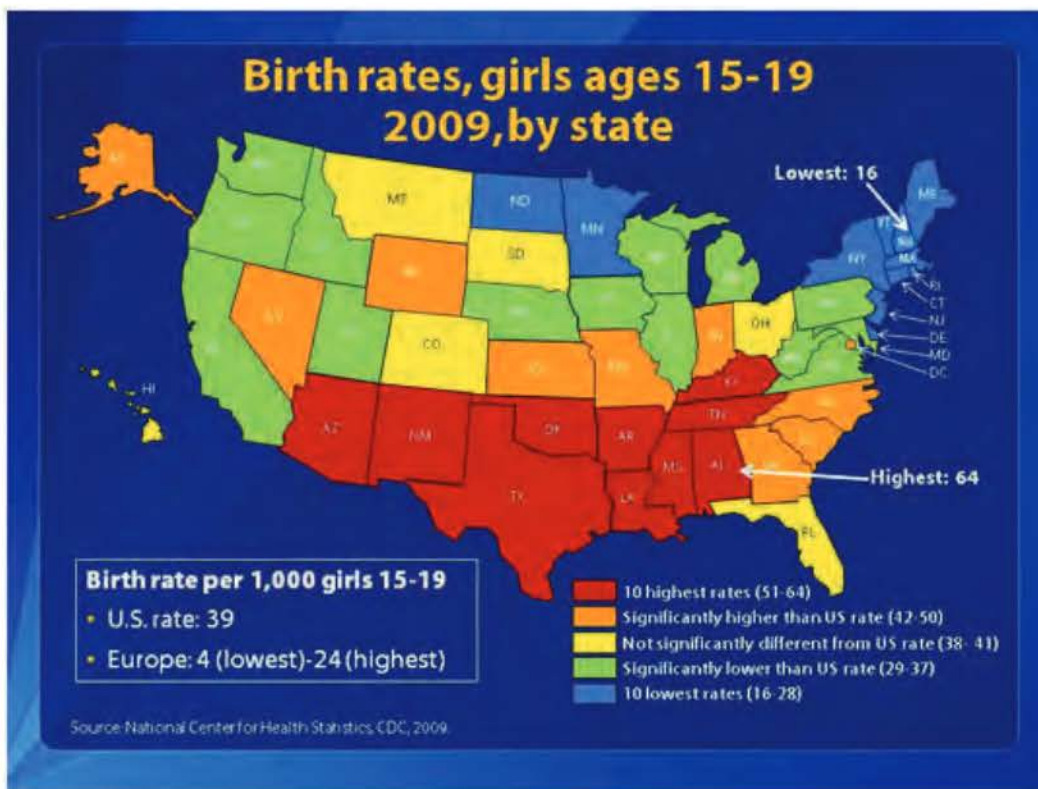 Birth rates, girls ages 15-19
2009, by state
Lowest: 16
ME
MT
ND
MN
VT
NH
SD
NY
MA
RI
CT
OH
NJ
DE
CO
MD
DC
HI
KY
TN
AZ
NM
OK
AR
MS
AL
Highest: 64
TX
LA
FL
Birth rate per 1,000 girls 15-19
• U.S. rate: 39
• Europe: 4 (lowest)-24 (highest)
10 highest rates (51-64)
Significantly higher than US rate (42-50)
Not significantly different from US rate (38- 41)
Significantly lower than US rate (29-37)
10 lowest rates (16-28)
Source: National Center for Health Statistics, CDC, 2009.